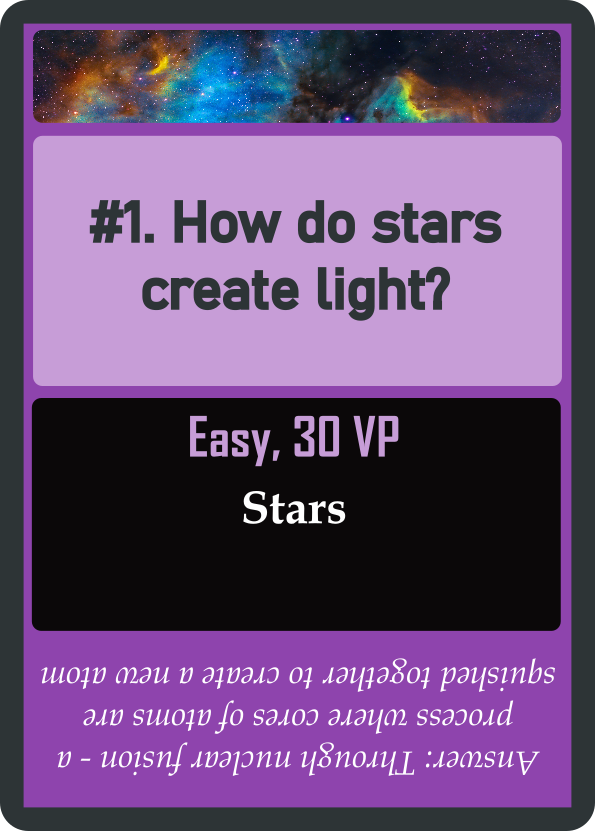 #1. How do stars
create light?
Easy, 30 VP
Stars
Answer: Through nuclear fusion - a
process where cores of atoms are
squished together to create a new atom